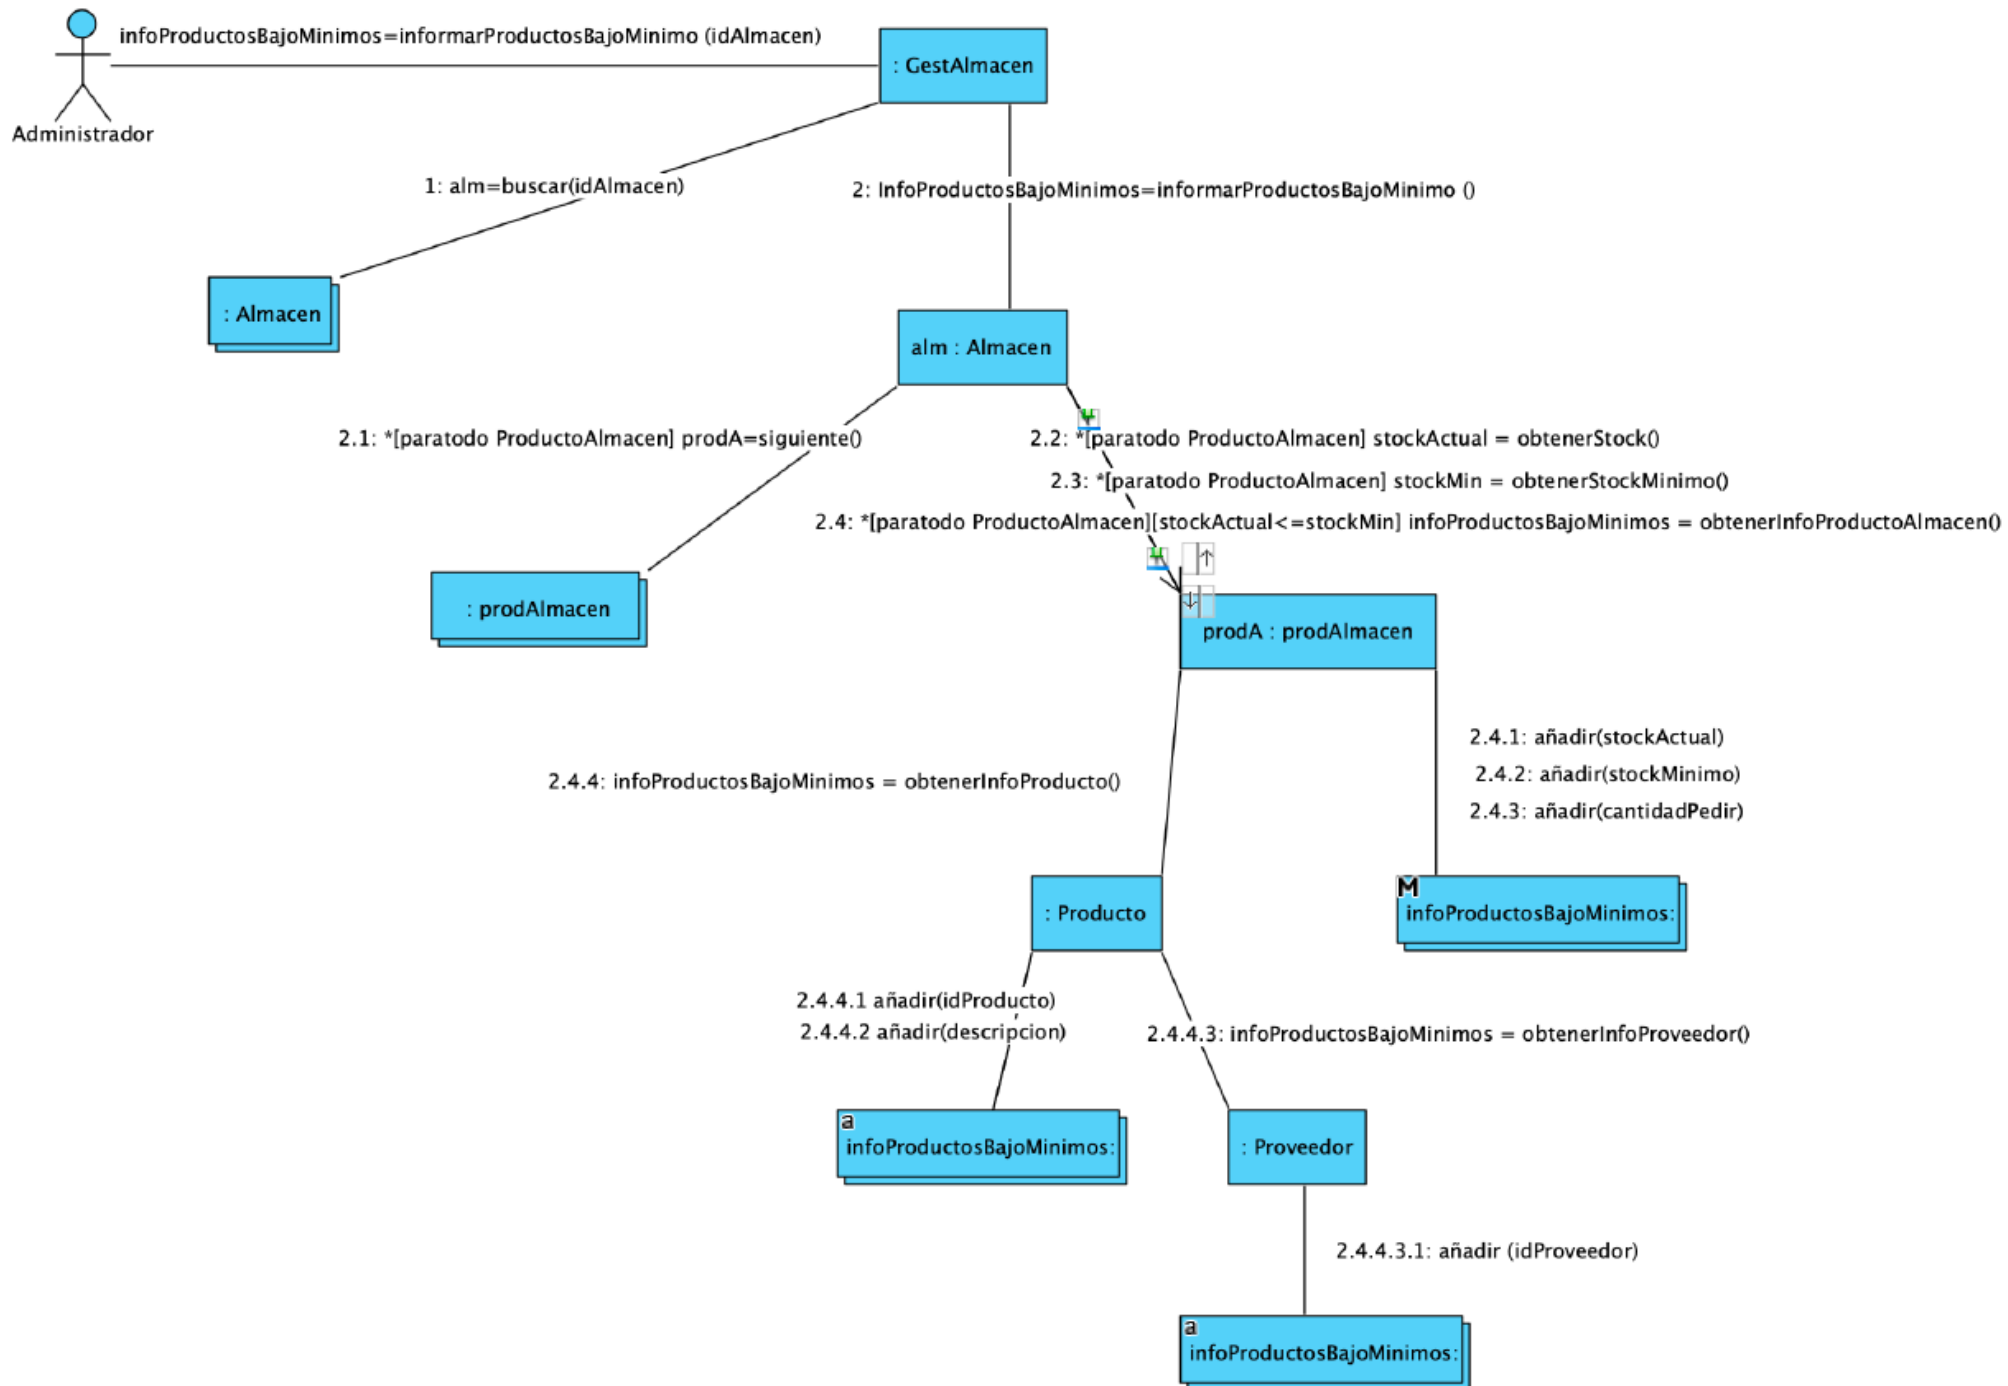 infoProductosBajoMinimos=informarProductosBajoMinimo (idAlmacen)
: GestAlmacen
Administrador
1: alm=buscar(idAlmacen)
2: InfoProductosBajoMinimos=informarProductosBajoMinimo ()
: Almacen
alm : Almacen
2.1: *[paratodo ProductoAlmacen] prodA=siguiente()
2.2: *[paratodo ProductoAlmacen] stockActual = obtenerStock()
2.3: *[paratodo ProductoAlmacen] stockMin = obtenerStockMinimo()
2.4: *[paratodo ProductoAlmacen][stockActual<=stockMin] infoProductosBajoMinimos = obtenerInfoProductoAlmacen()
: prodAlmacen
prodA : prodAlmacen
2.4.1: añadir(stockActual)
2.4.2: añadir(stockMinimo)
2.4.3: añadir(cantidadPedir)
2.4.4: infoProductosBajoMinimos = obtenerInfoProducto()
: Producto
M
infoProductosBajoMinimos:
2.4.4.1 añadir(idProducto)
2.4.4.2 añadir(descripcion)
2.4.4.3: infoProductosBajoMinimos = obtenerInfoProveedor()
a
infoProductosBajoMinimos:
: Proveedor
2.4.4.3.1: añadir (idProveedor)
a
infoProductosBajoMinimos: